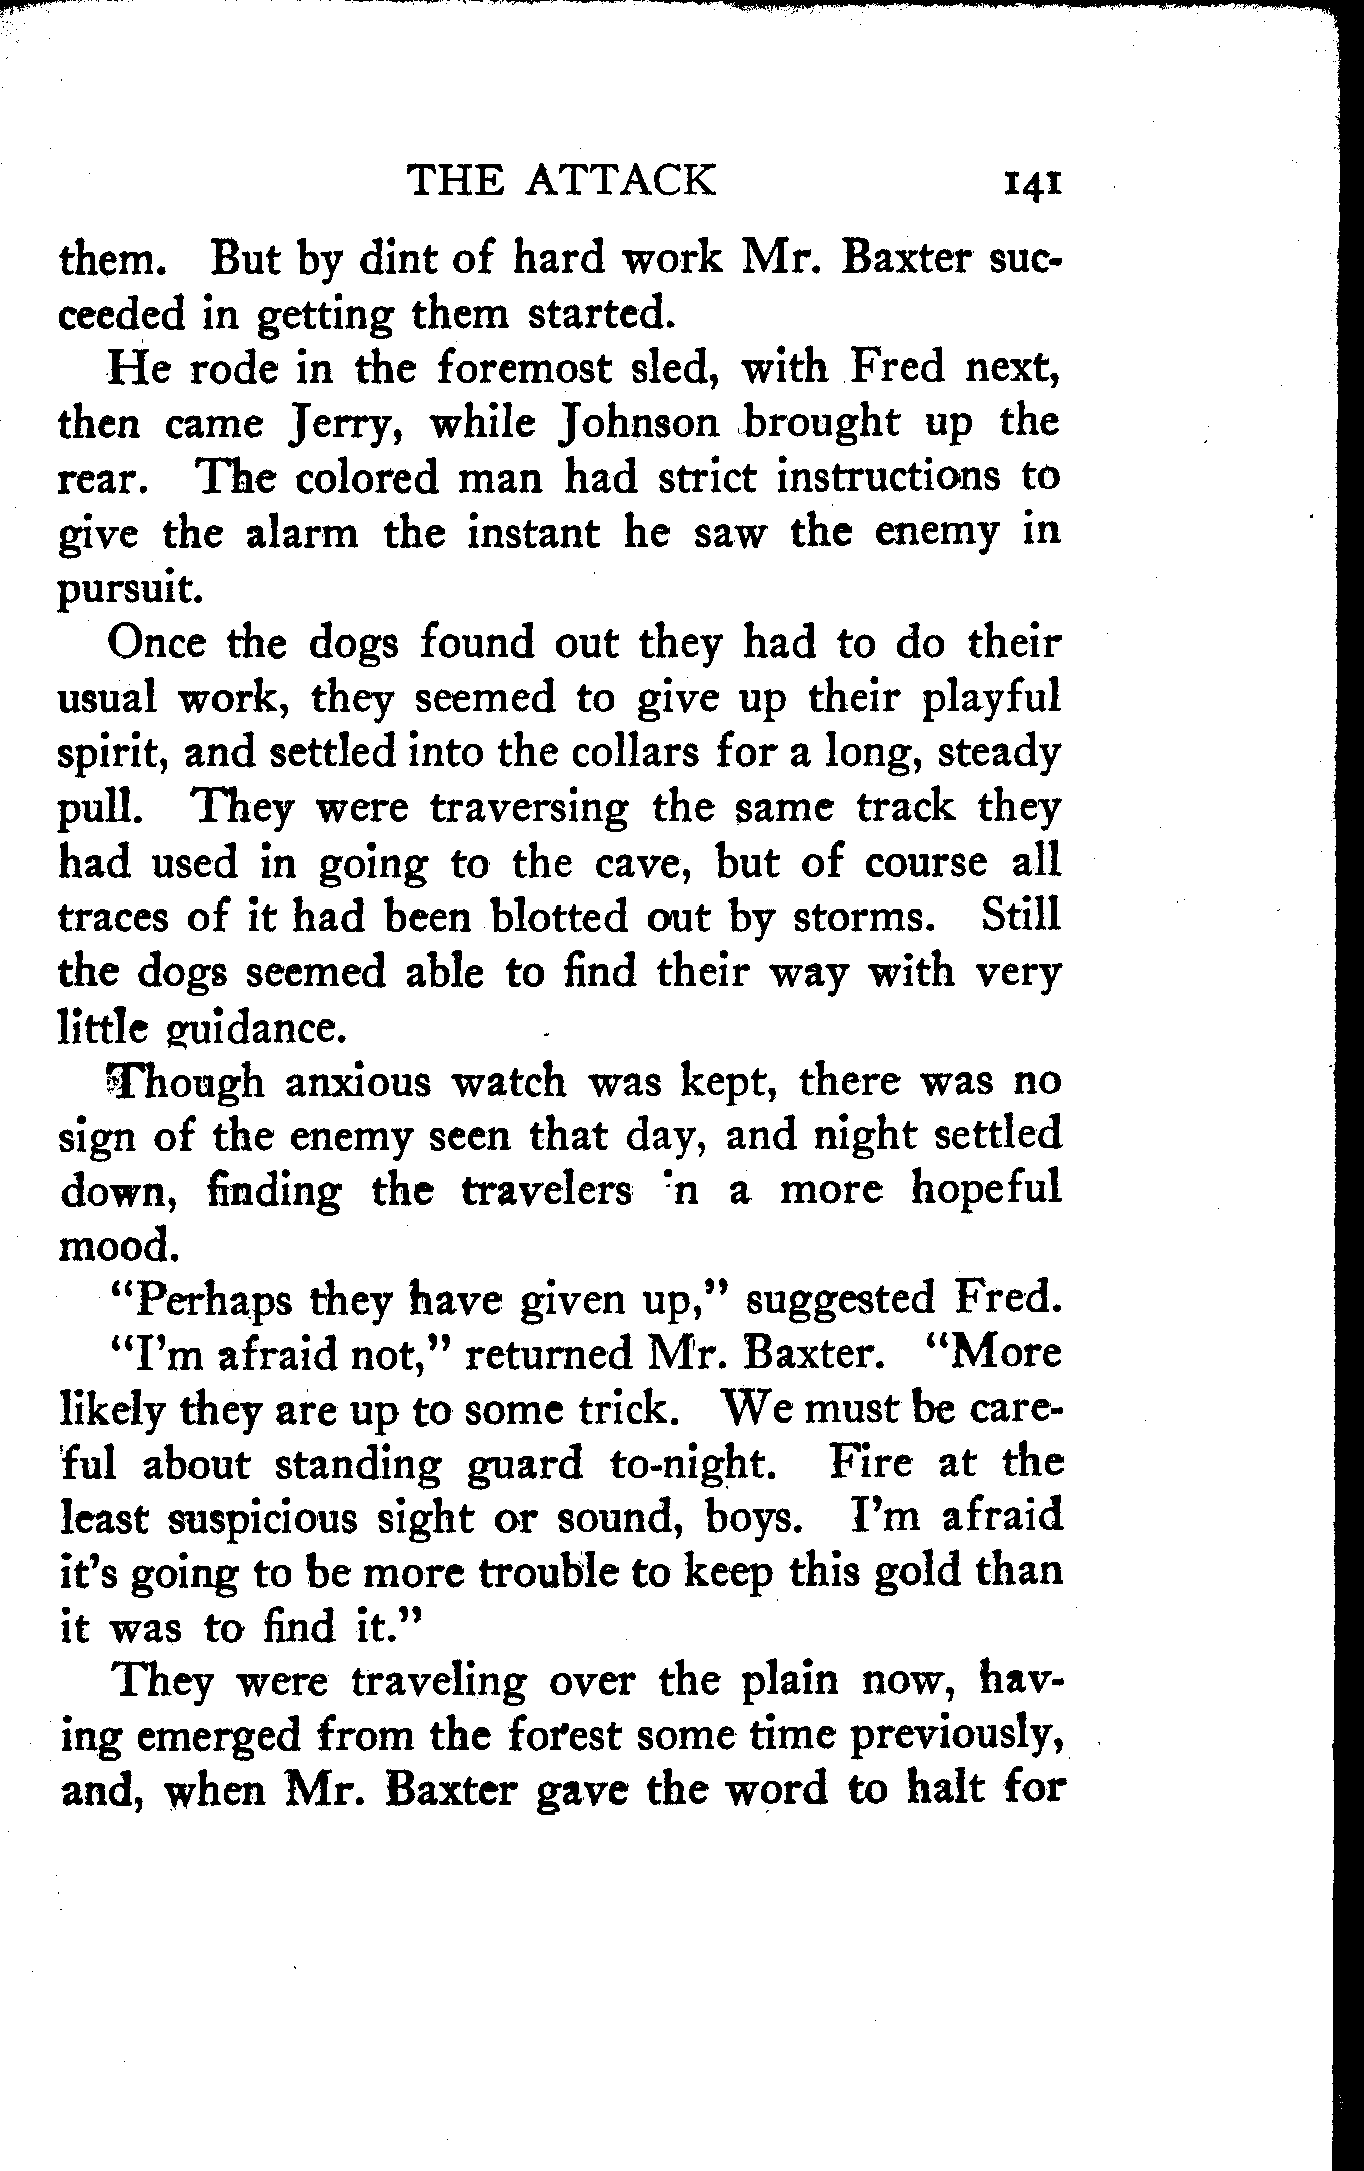 THE ATTACK 141
them. But by dint of hard work Mr. Baxter suc-
ceeded in getting them started.
He rode in the foremost sled, with Fred next,
then came Jerry, while Johnson brought up the
rear. The colored man had strict instructions to
give the alarm the instant he saw the enemy in
pursuit.
Once the dogs found out they had to do their
usual work, they seemed to give up their playful
spirit, and settled into the collars for a long, steady
pull. They were traversing the same track they
had used in going to the cave, but of course all
traces of it had been blotted out by storms. Still
the dogs seemed able to find their way with very
little guidance.
Though anxious watch was kept, there was no
sign of the enemy seen that day, and night settled
down, finding the travelers in a more hopeful
mood.
"Perhaps they have given up," suggested Fred.
"I'm afraid not," returned Mr. Baxter. "More
likely they are up to some trick. We must be care-
ful about standing guard to-night. Fire at the
least suspicious sight or sound, boys. I'm afraid
it's going to be more trouble to keep this gold than
it was to find it."
They were traveling over the plain now, hav-
ing emerged from the forest some time previously,
and, when Mr. Baxter gave the word to halt for